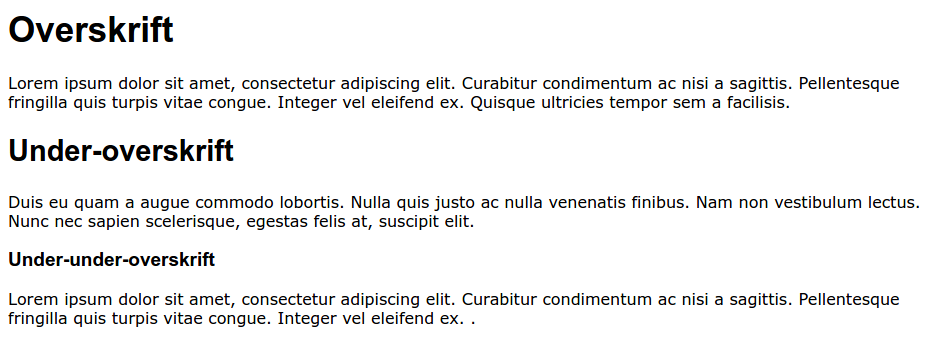 Overskrift
Lorem ipsum dolor sit amet, consectetur adipiscing elit. Curabitur condimentum ac nisi a sagittis. Pellentesque
fringilla quis turpis vitae congue. Integer vel eleifend ex. Quisque ultricies tempor sem a facilisis.
Under-overskrift
Duis eu quam a augue commodo lobortis. Nulla quis justo ac nulla venenatis finibus. Nam non vestibulum lectus.
Nunc nec sapien scelerisque, egestas felis at, suscipit elit.
Under-under-overskrift
Lorem ipsum dolor sit amet, consectetur adipiscing elit. Curabitur condimentum ac nisi a sagittis. Pellentesque
fringilla quis turpis vitae congue. Integer vel eleifend ex. .